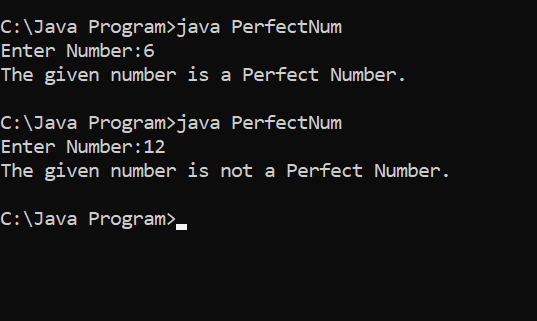 C:\Java Program>java PerfectNum
Enter Number:6
The given number is a Perfect Number.
C:\Java Program>java PerfectNum
Enter Number:12
The given number is not a Perfect Number.
C:\Java Program>